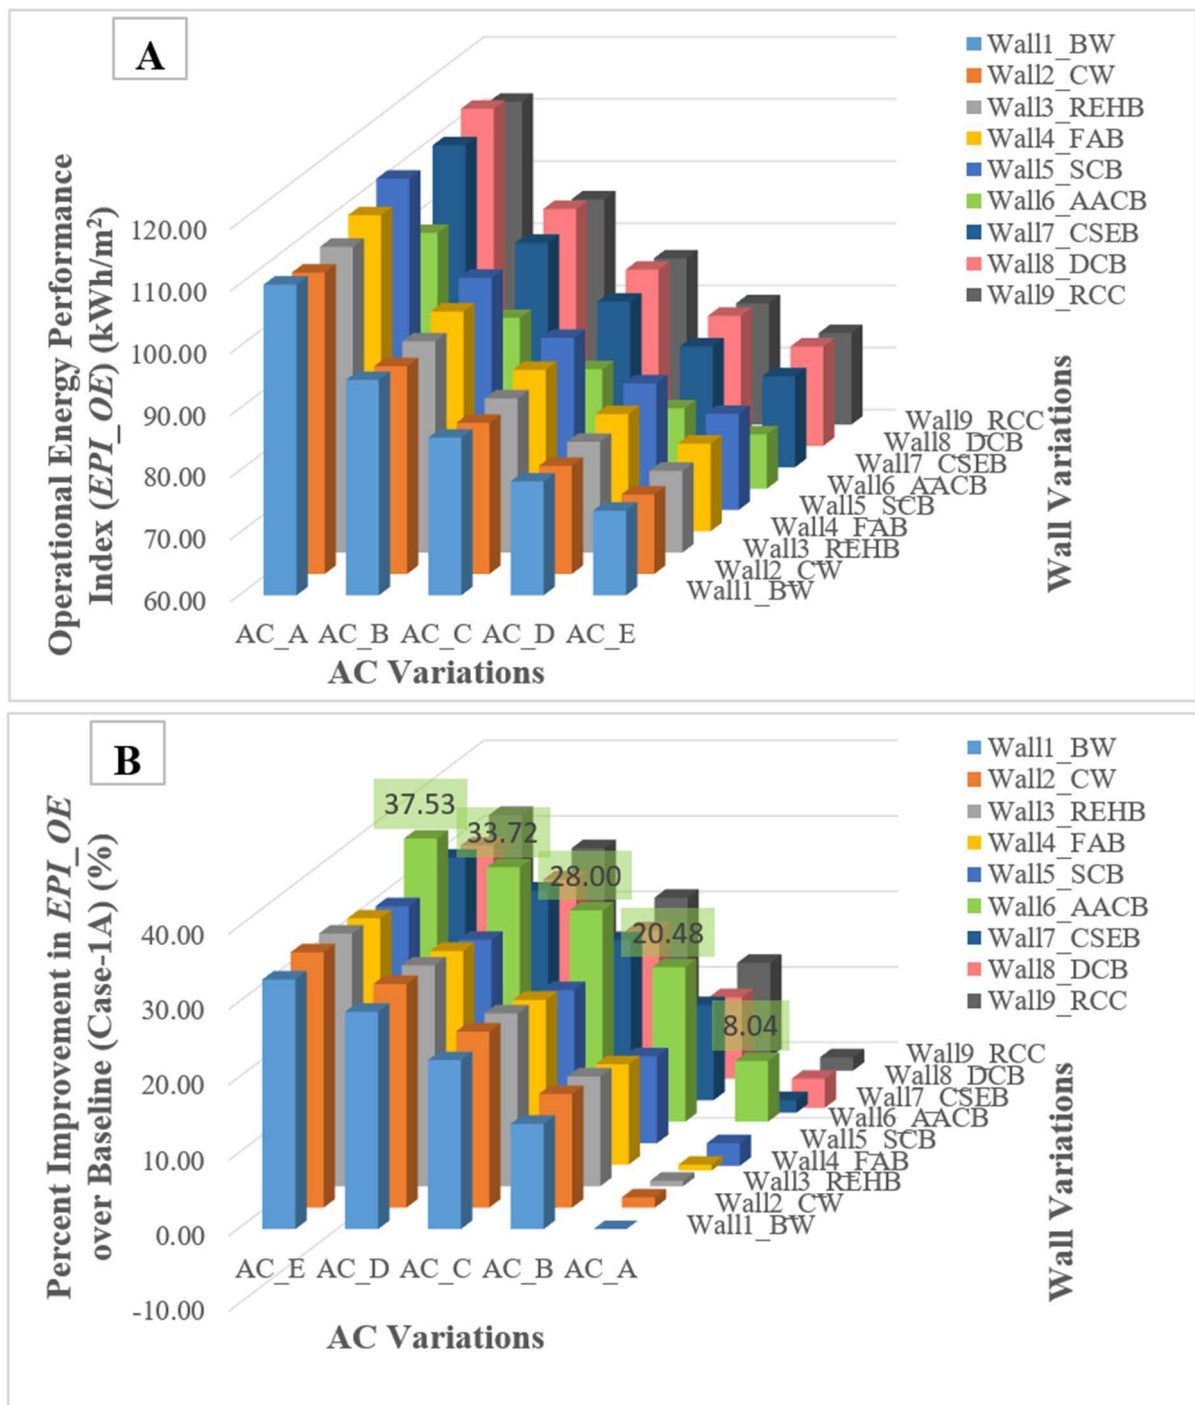 A
Operational Energy Performance
Index (EPI_OE) (kWh/m²)
120.00
110.00
100.00
90.00
80.00
70.00
60.00
AC_A
AC_B
AC_C
AC_D
AC_E
AC Variations
Wall9_RCC
Wall8_DCB
Wall7_CSEB
Wall6_AACB
Wall5_SCB
Wall4_FAB
Wall3_REHB
Wall2_CW
Wall1_BW
Wall Variations
Wall1_BW
Wall2_CW
Wall3_REHB
Wall4_FAB
Wall5_SCB
Wall6_AACB
Wall7_CSEB
Wall8_DCB
Wall9_RCC
B
Percent Improvement in EPI_OE
over Baseline (Case-1A) (%)
40.00
30.00
20.00
10.00
0.00
-10.00
37.53
33.72
28.00
20.48
8.04
AC_E
AC_D
AC_C
AC_B
AC_A
AC Variations
Wall9_RCC
Wall8_DCB
Wall7_CSEB
Wall6_AACB
Wall5_SCB
Wall4_FAB
Wall3_REHB
Wall2_CW
Wall1_BW
Wall Variations
Wall1_BW
Wall2_CW
Wall3_REHB
Wall4_FAB
Wall5_SCB
Wall6_AACB
Wall7_CSEB
Wall8_DCB
Wall9_RCC